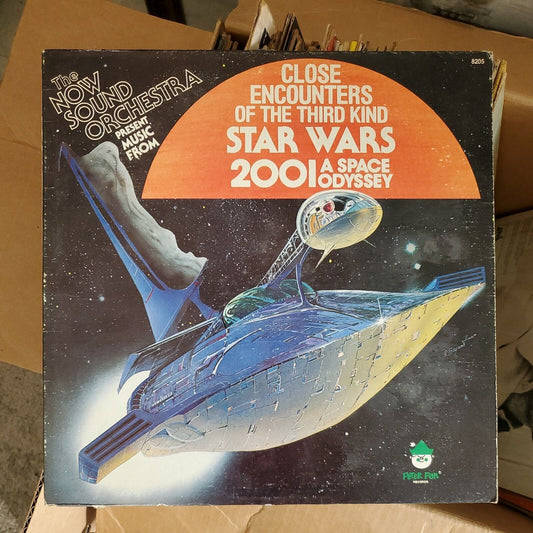 8205
The
NOW
SOUND
ORCHESTRA
PRESENT
MUSIC
FROM
CLOSE
ENCOUNTERS
OF THE THIRD KIND
STAR WARS
2001 A SPACE
ODYSSEY
PETER PAN
RECORDS